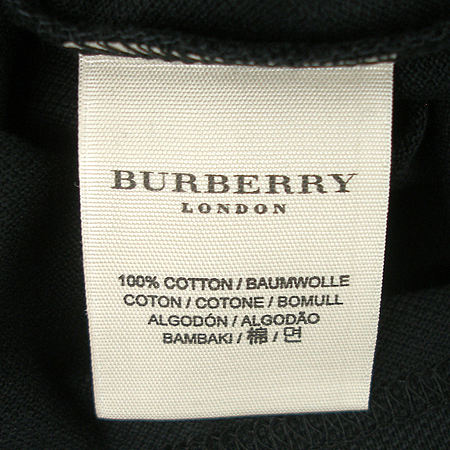 BURBERRY
LONDON
100% COTTON / BAUMWOLLE
COTON / COTONE / BOMULL
ALGODÓN / ALGODÃO
BAMBAKI / 棉 / 면